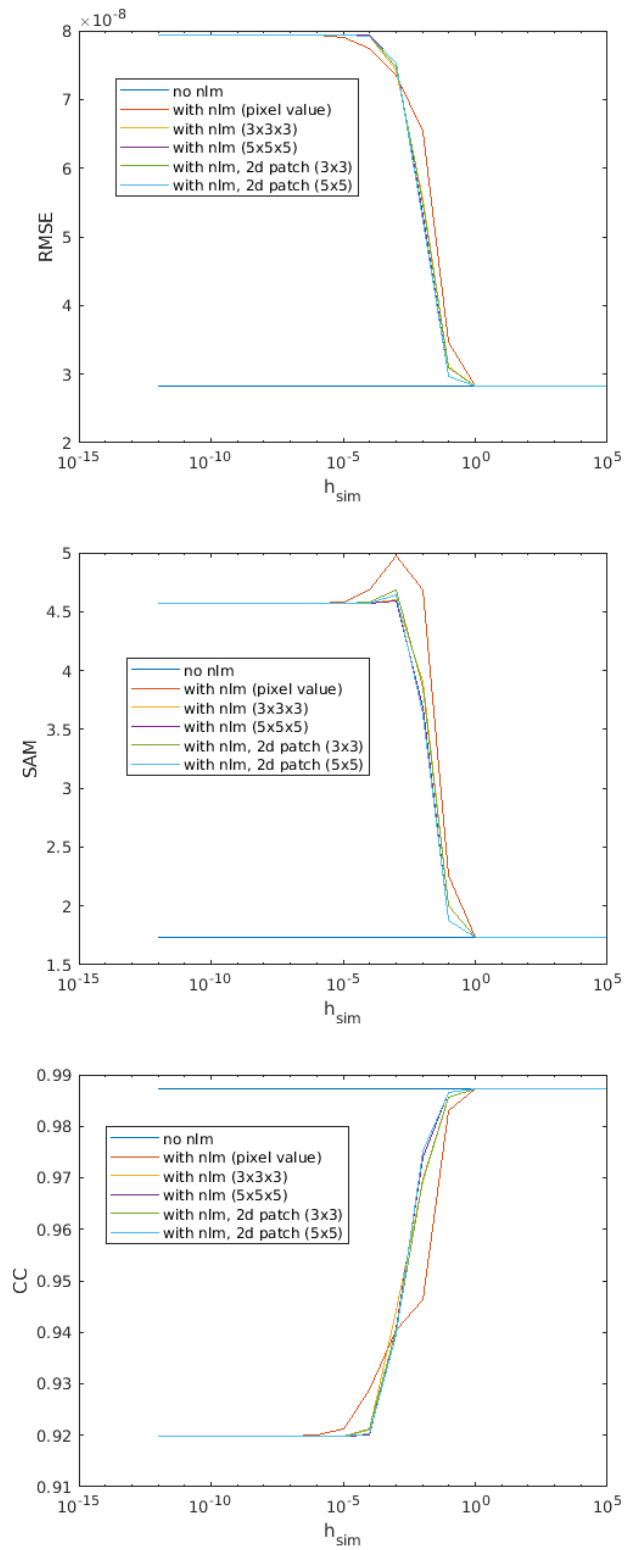 ×10⁻⁸
8
7
6
5
4
3
2
RMSE
no nlm
with nlm (pixel value)
with nlm (3x3x3)
with nlm (5x5x5)
with nlm, 2d patch (3x3)
with nlm, 2d patch (5x5)
10⁻¹⁵ 10⁻¹⁰ 10⁻⁵ 10⁰ 10⁵
h_sim
5
4.5
4
3.5
3
2.5
2
1.5
SAM
no nlm
with nlm (pixel value)
with nlm (3x3x3)
with nlm (5x5x5)
with nlm, 2d patch (3x3)
with nlm, 2d patch (5x5)
10⁻¹⁵ 10⁻¹⁰ 10⁻⁵ 10⁰ 10⁵
h_sim
0.99
0.98
0.97
0.96
0.95
0.94
0.93
0.92
0.91
CC
no nlm
with nlm (pixel value)
with nlm (3x3x3)
with nlm (5x5x5)
with nlm, 2d patch (3x3)
with nlm, 2d patch (5x5)
10⁻¹⁵ 10⁻¹⁰ 10⁻⁵ 10⁰ 10⁵
h_sim